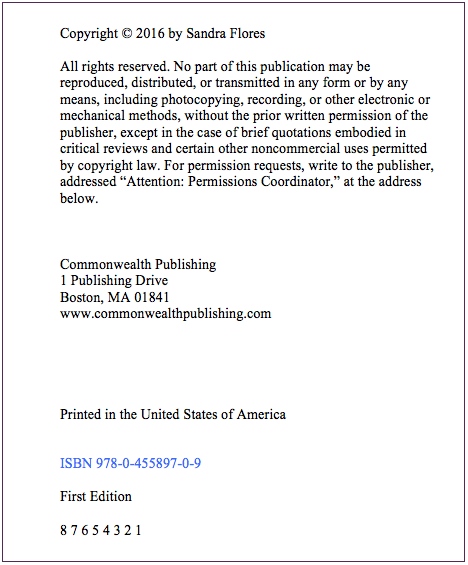 Copyright © 2016 by Sandra Flores
All rights reserved. No part of this publication may be
reproduced, distributed, or transmitted in any form or by any
means, including photocopying, recording, or other electronic or
mechanical methods, without the prior written permission of the
publisher, except in the case of brief quotations embodied in
critical reviews and certain other noncommercial uses permitted
by copyright law. For permission requests, write to the publisher,
addressed “Attention: Permissions Coordinator,” at the address
below.
Commonwealth Publishing
1 Publishing Drive
Boston, MA 01841
www.commonwealthpublishing.com
Printed in the United States of America
ISBN 978-0-455897-0-9
First Edition
8 7 6 5 4 3 2 1